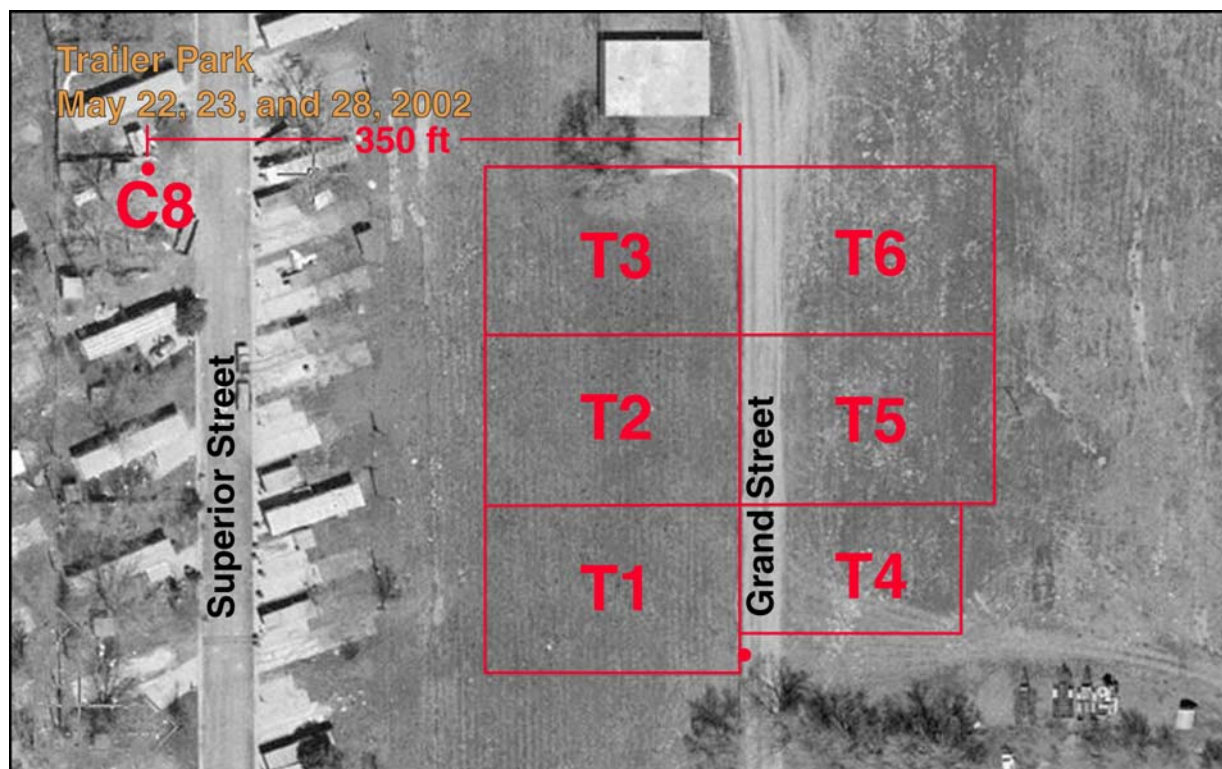 Trailer Park
May 22, 23, and 28, 2002
350 ft
C8
T3
T6
T2
T5
Superior Street
Grand Street
T1
T4